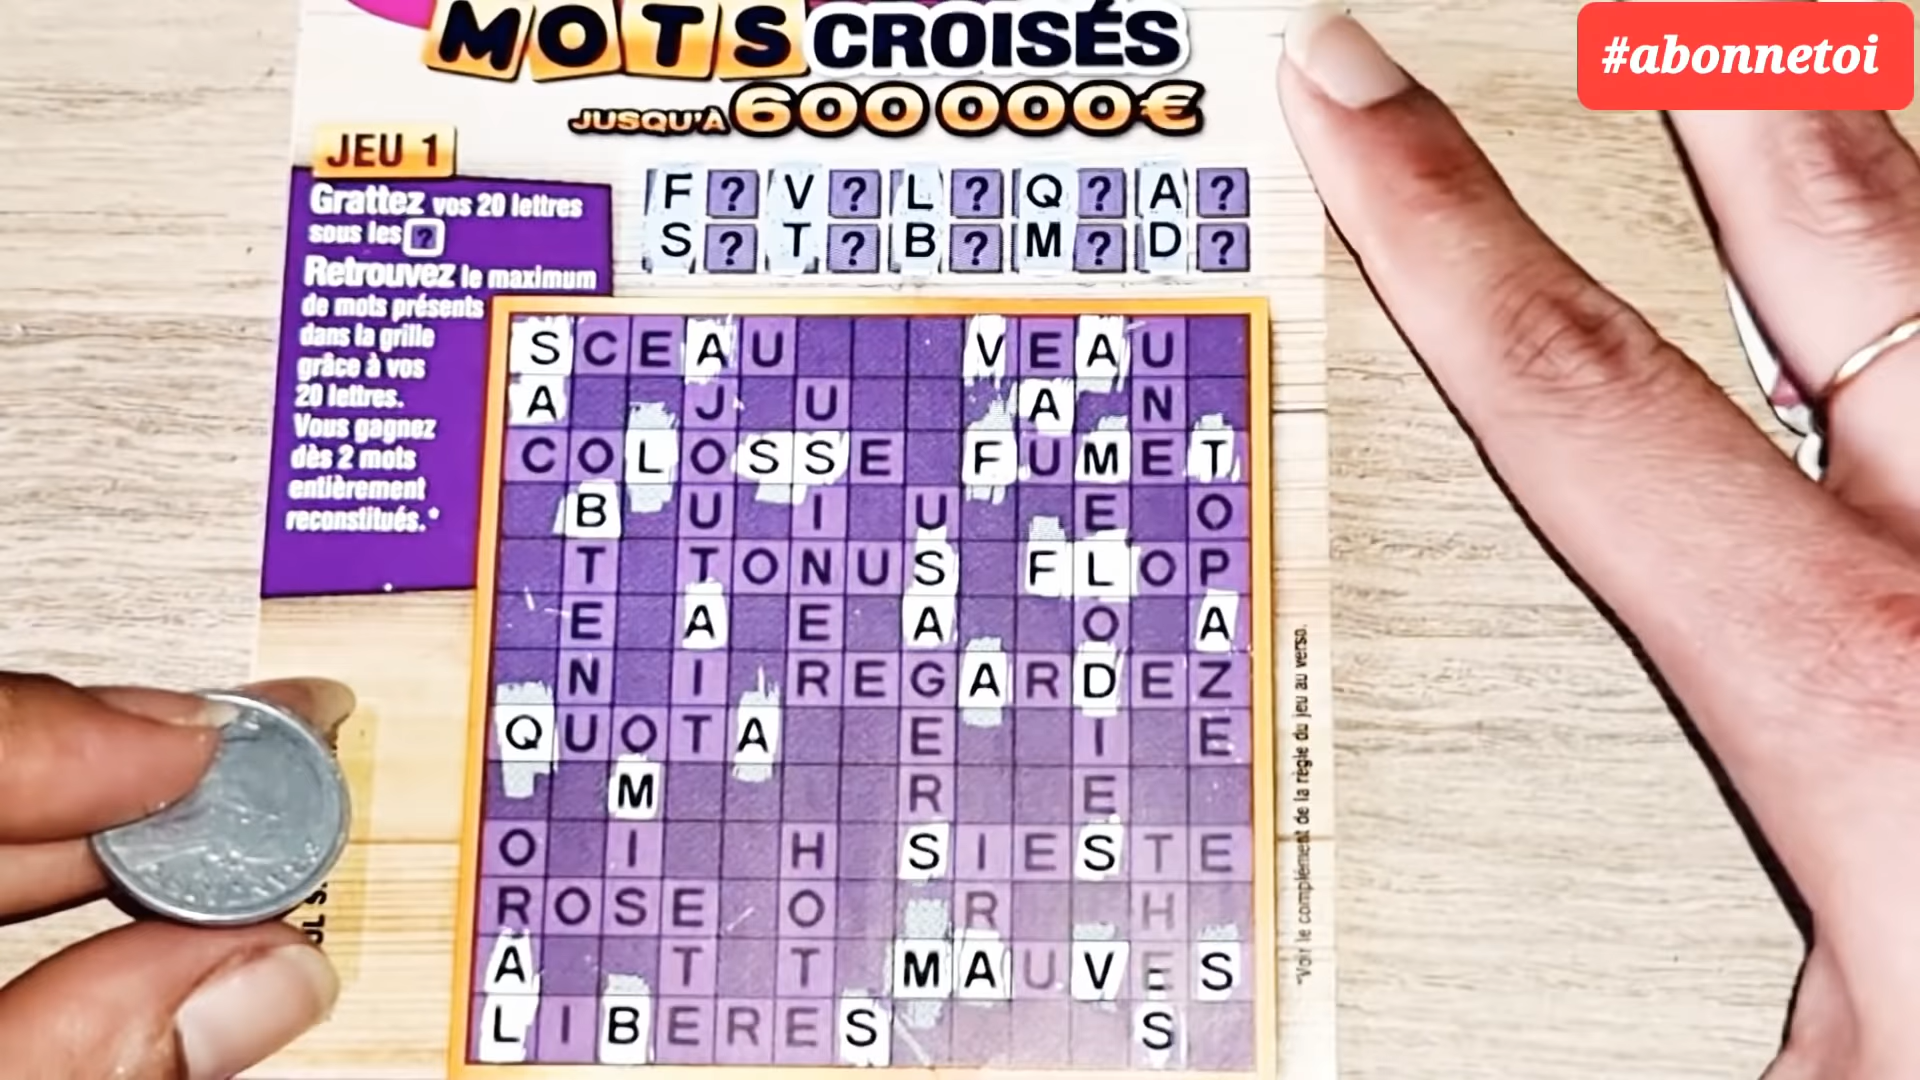 #abonnetoi
MOTS CROISÉS
JUSQU'À 600 000€
JEU 1
Grattez vos 20 lettres
sous les ?
Retrouvez le maximum
de mots présents
dans la grille
grâce à vos
20 lettres.
Vous gagnez
dès 2 mots
entièrement
reconstitués.*
F ? V ? L ? Q ? A ?
S ? T ? B ? M ? D ?
SCEAU VEAU
A J U A N
COLOSSE FUMET
B U I U E O
T TONUS FLOP
E A E A O A
N I REGARDEZ
QUOTA E I E
M R E
O I H SIESTE
ROSE O R H
A T T MAUVES
LIBERES S
*Voir le complément de la règle du jeu au verso.